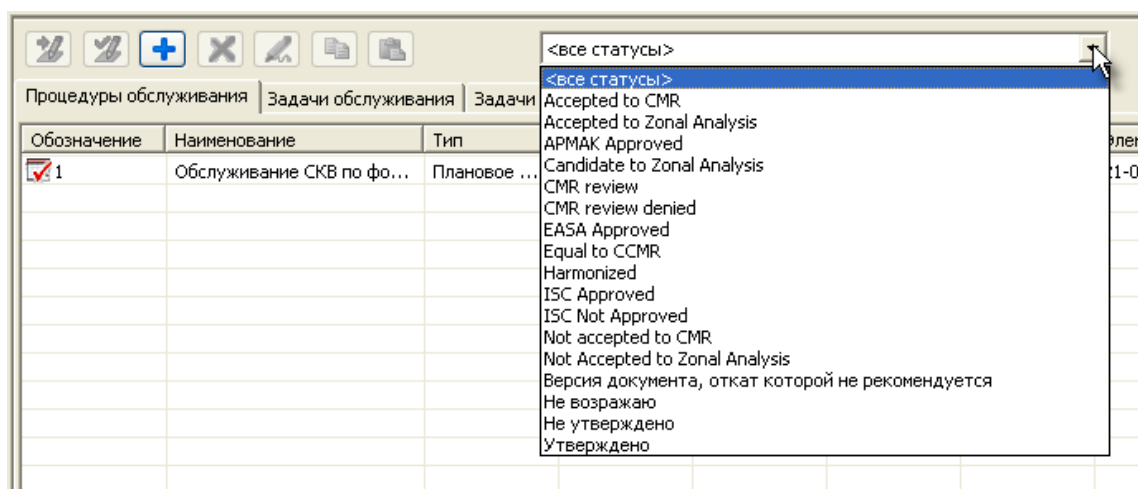 <все статусы>
<все статусы>
Процедуры обслуживания Задачи обслуживания Задачи
Accepted to CMR
Accepted to Zonal Analysis
Обозначение Наименование Тип
APMAK Approved
1 Обслуживание СКВ по фо... Плановое ...
Candidate to Zonal Analysis
CMR review
CMR review denied
EASA Approved
Equal to CCMR
Harmonized
ISC Approved
ISC Not Approved
Not accepted to CMR
Not Accepted to Zonal Analysis
Версия документа, откат которой не рекомендуется
Не возражаю
Не утверждено
Утверждено